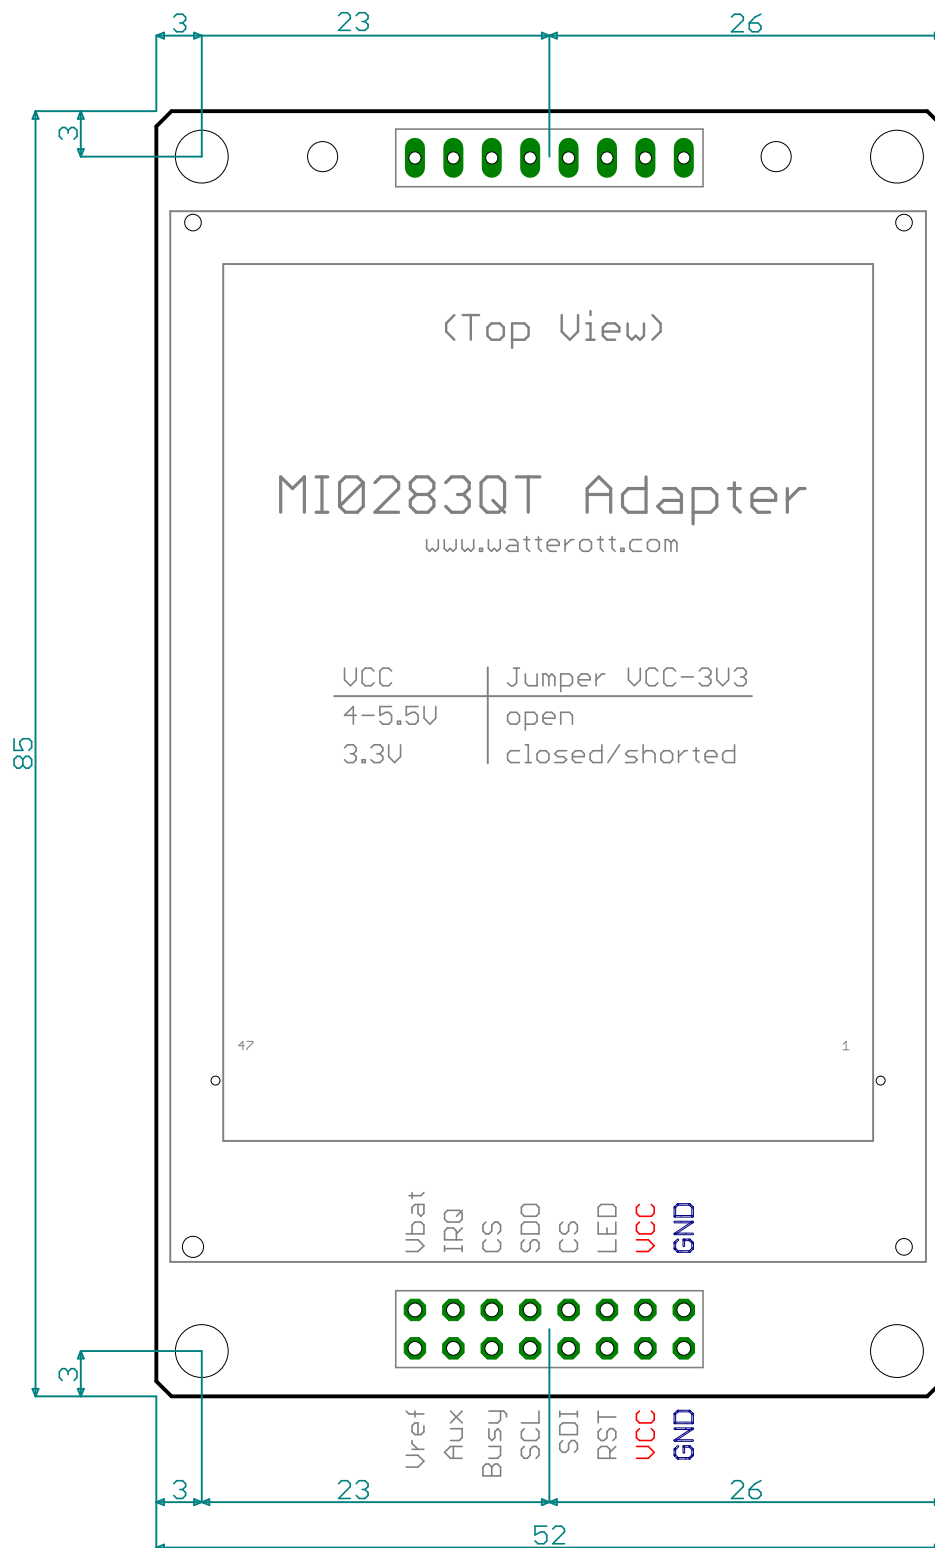 3 23 26
3
(Top View)
MI0283QT Adapter
www.watterott.com
VCC Jumper VCC-3V3
4-5.5V open
3.3V closed/shorted
85
47 1
Vbat IRQ CS SDO CS LED VCC GND
3
Vref Aux Busy SCL SDI RST VCC GND
3 23 26
52